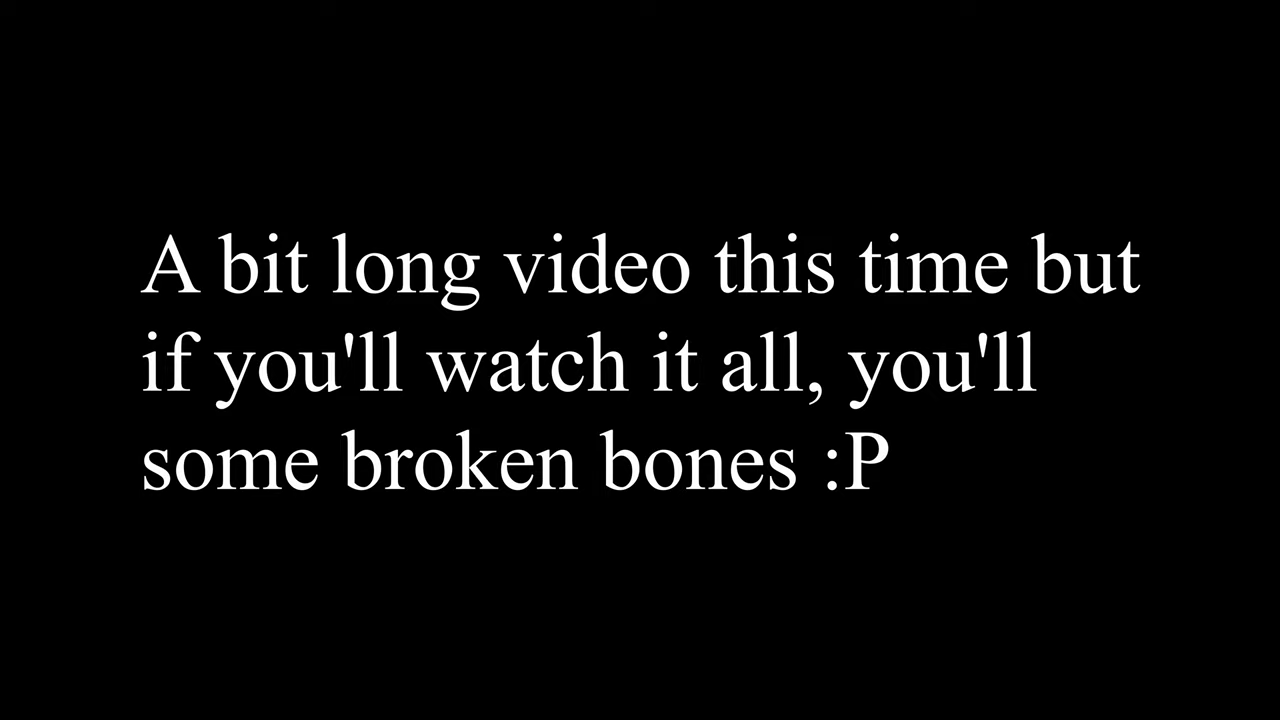 A bit long video this time but
if you'll watch it all, you'll
some broken bones :P